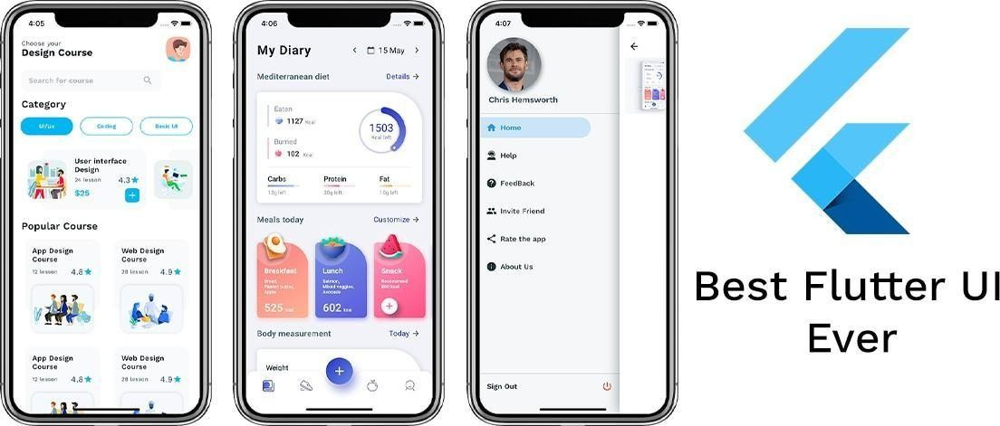 4:05
Choose your
Design Course
Search for course
Category
Ui/Ux
Coding
Basic UI
User interface
Design
24 lesson
4.3
$25
Popular Course
App Design
Course
12 lesson
4.8
Web Design
Course
28 lesson
4.9
App Design
Course
12 lesson
4.8
Web Design
Course
28 lesson
4.9
4:06
My Diary
15 May
Mediterranean diet
Details
Eaten
1127 Kcal
Burned
102 Kcal
1503
Kcal left
Carbs
Protein
Fat
12g left
30g left
10g left
Meals today
Customize
Breakfast
Bread,
Peanut butter,
Apple
525 kcal
Lunch
Salmon,
Mixed veggies,
Avocado
602 kcal
Snack
Recommend
800 kcal
Body measurement
Today
Weight
4:07
Chris Hemsworth
Home
Help
FeedBack
Invite Friend
Rate the app
About Us
Sign Out
Best Flutter UI
Ever